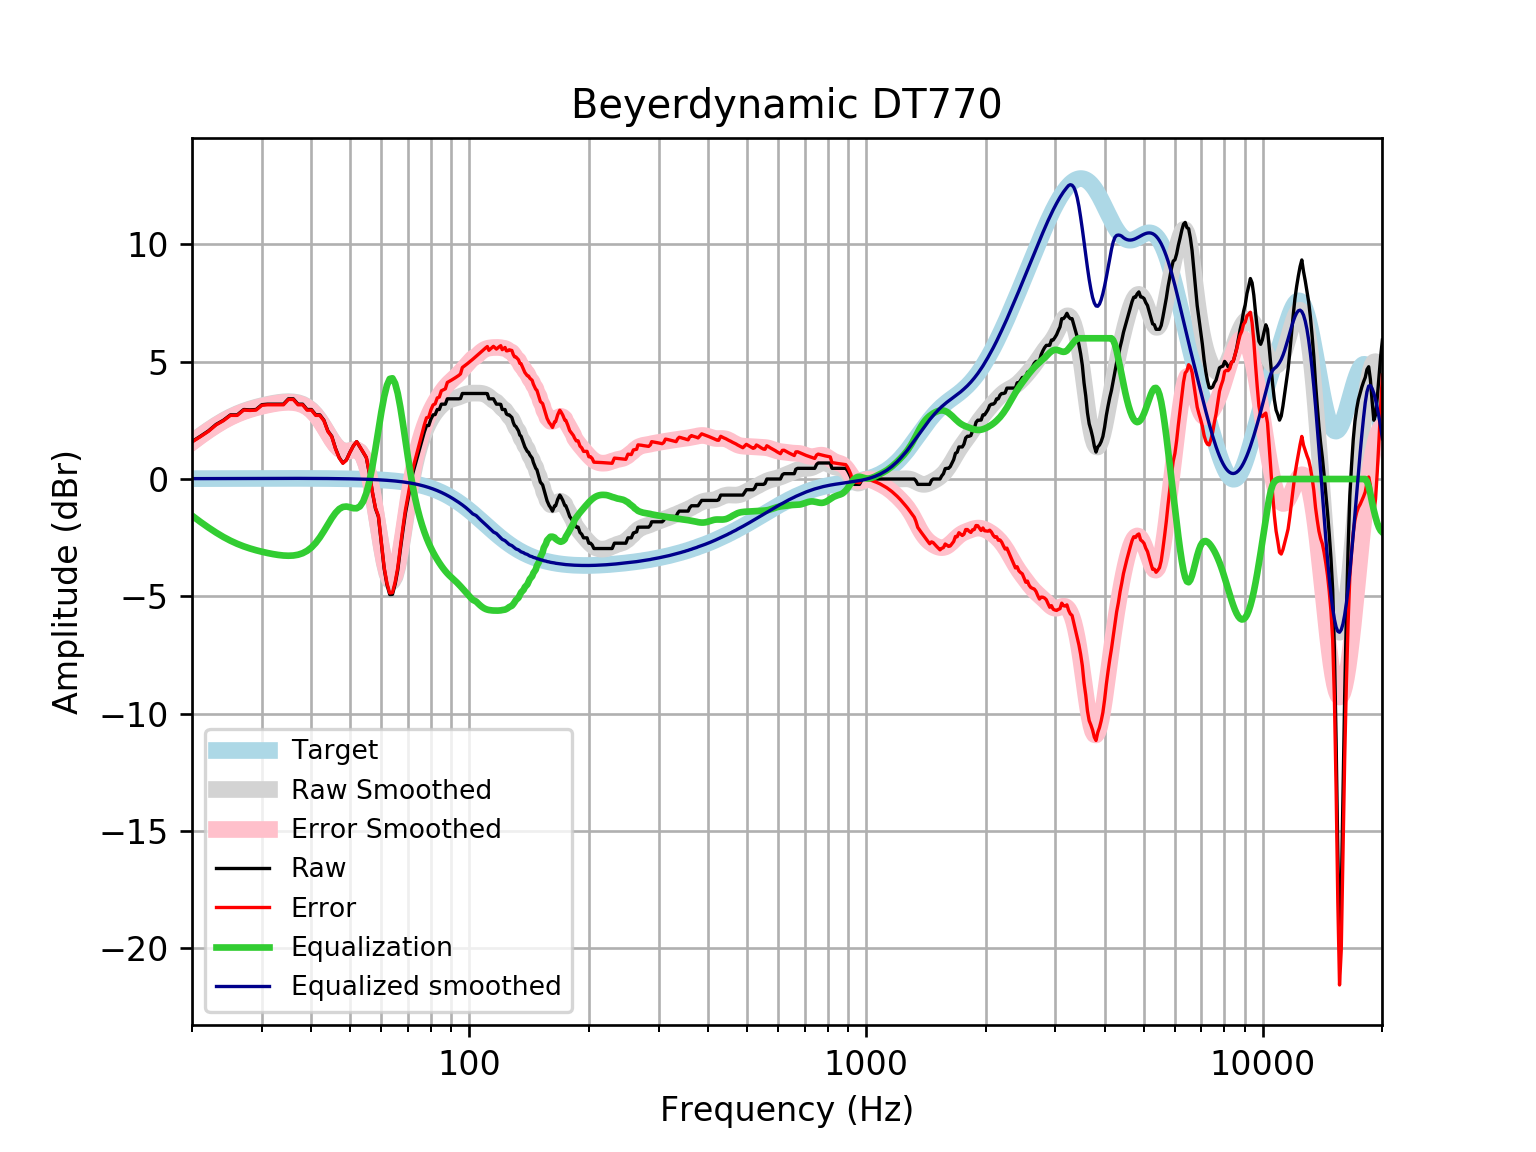 Beyerdynamic DT770
Amplitude (dBr)
10
5
0
−5
−10
−15
−20
Target
Raw Smoothed
Error Smoothed
Raw
Error
Equalization
Equalized smoothed
100 1000 10000
Frequency (Hz)